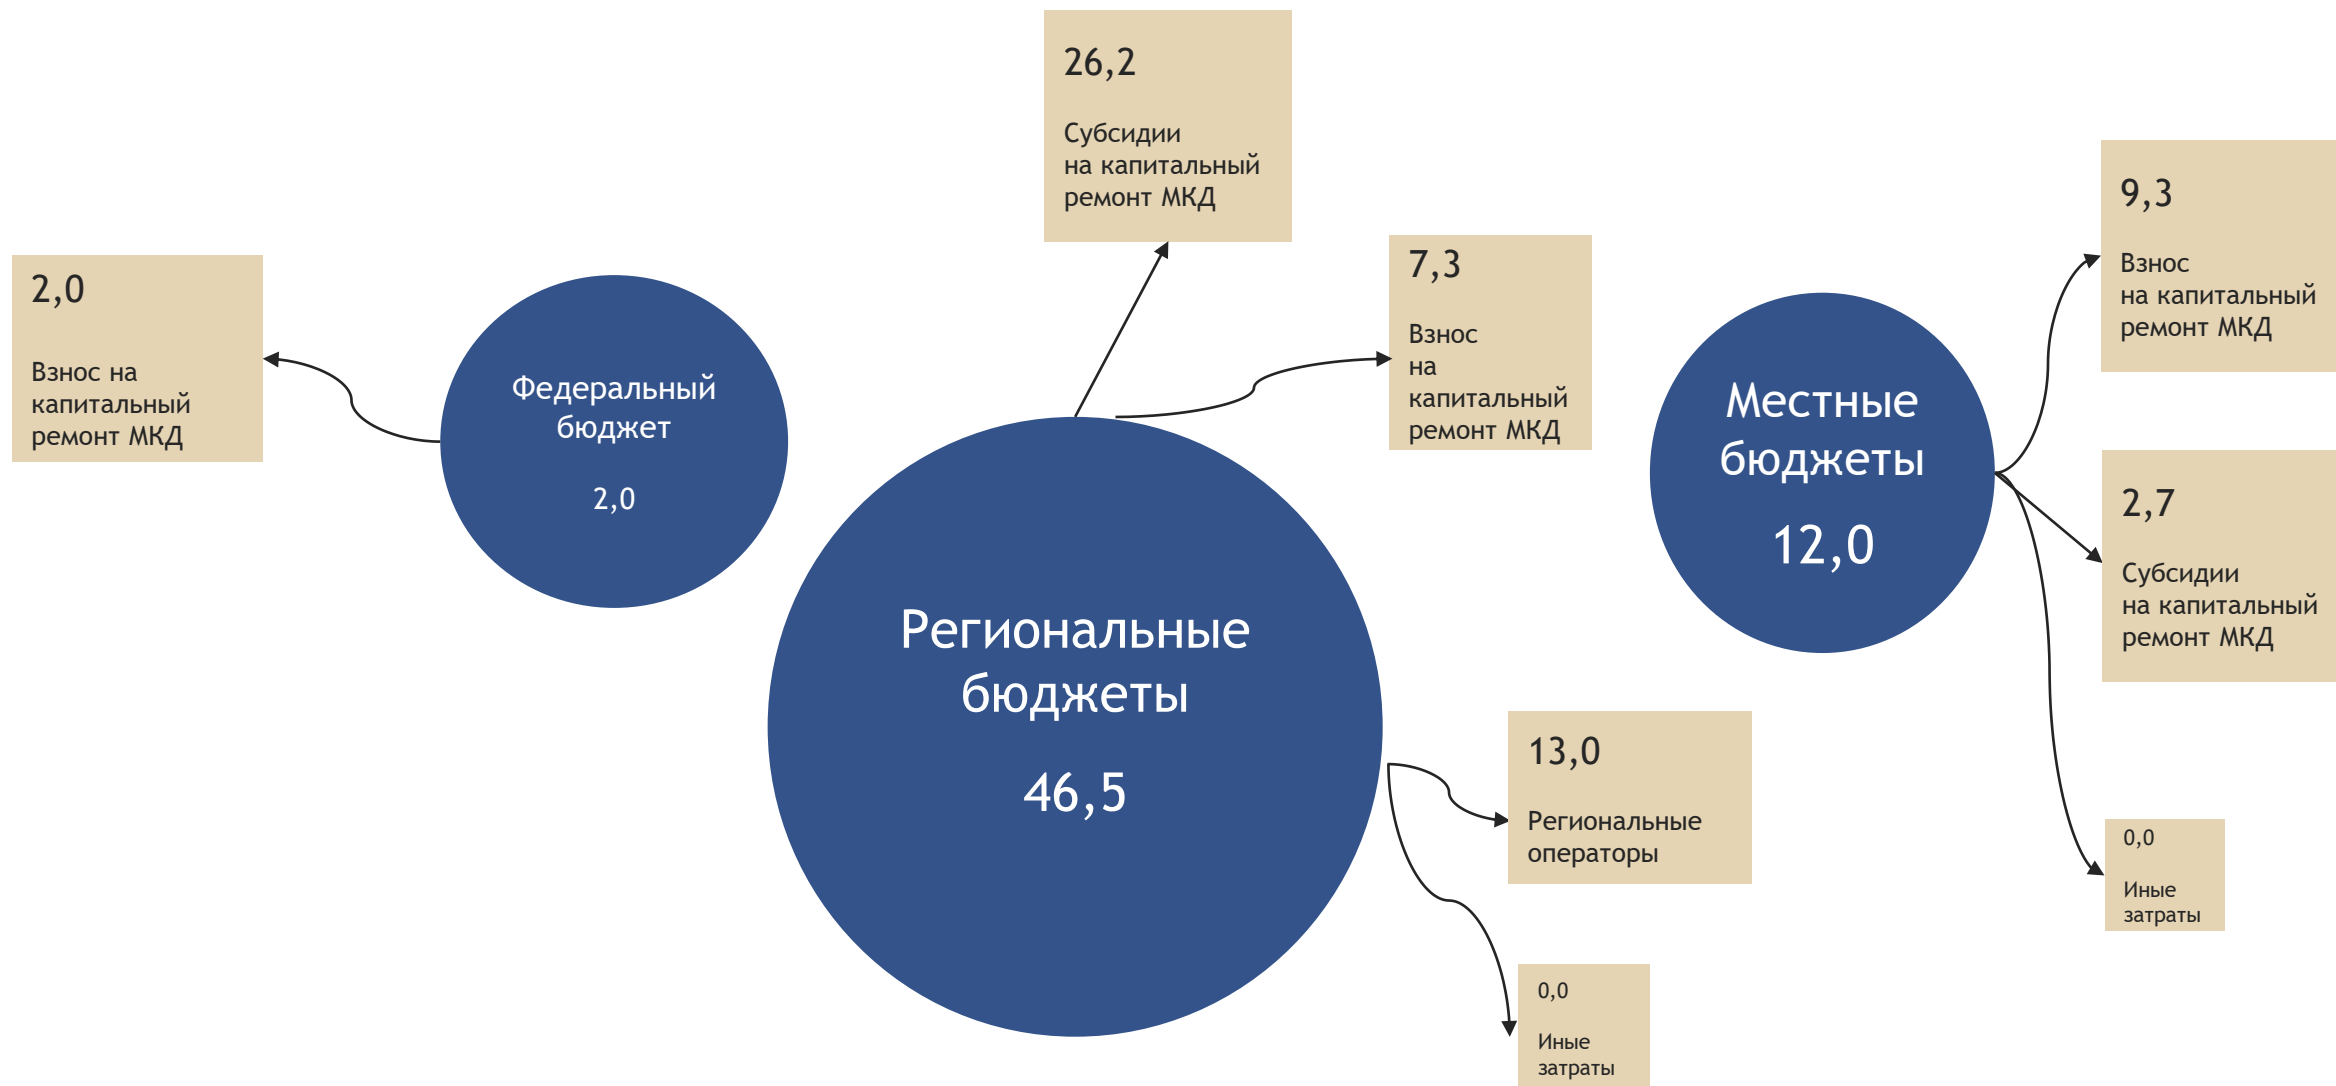 2,0
Взнос на
капитальный
ремонт МКД
Федеральный
бюджет
2,0
26,2
Субсидии
на капитальный
ремонт МКД
7,3
Взнос
на
капитальный
ремонт МКД
Региональные
бюджеты
46,5
13,0
Региональные
операторы
0,0
Иные
затраты
Местные
бюджеты
12,0
9,3
Взнос
на капитальный
ремонт МКД
2,7
Субсидии
на капитальный
ремонт МКД
0,0
Иные
затраты